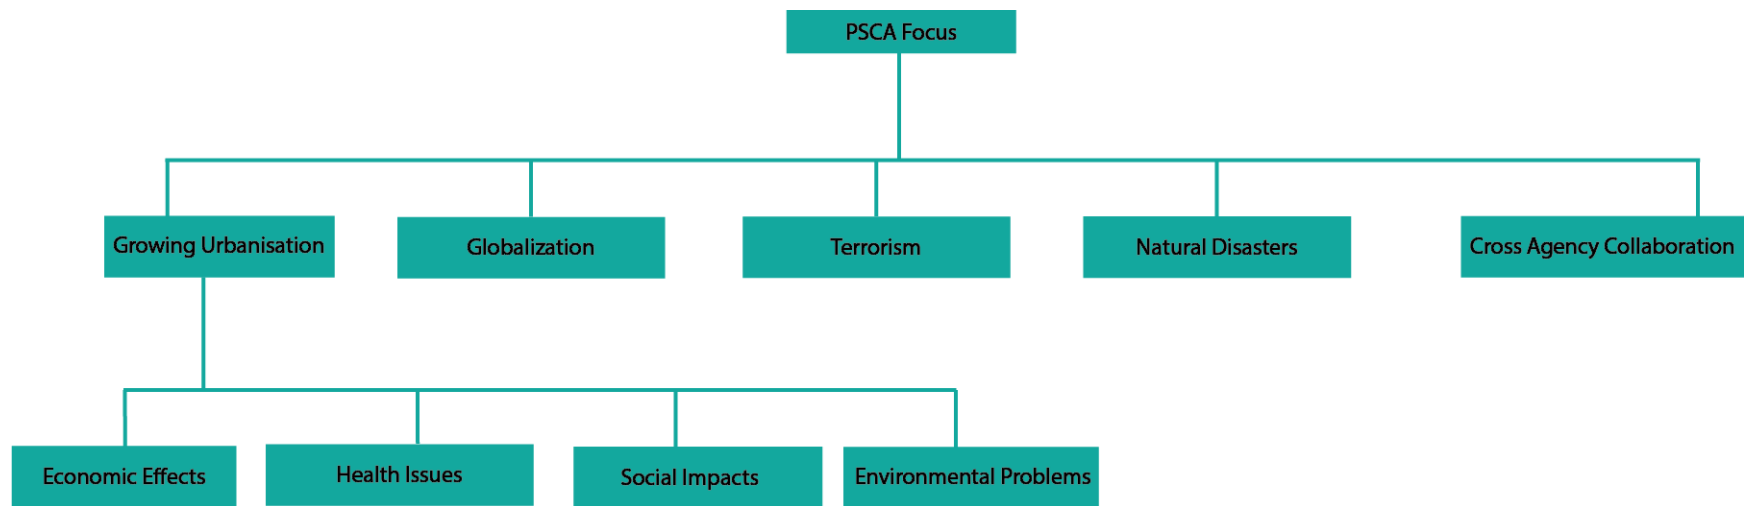 PSCA Focus
Growing Urbanisation
Globalization
Terrorism
Natural Disasters
Cross Agency Collaboration
Economic Effects
Health Issues
Social Impacts
Environmental Problems